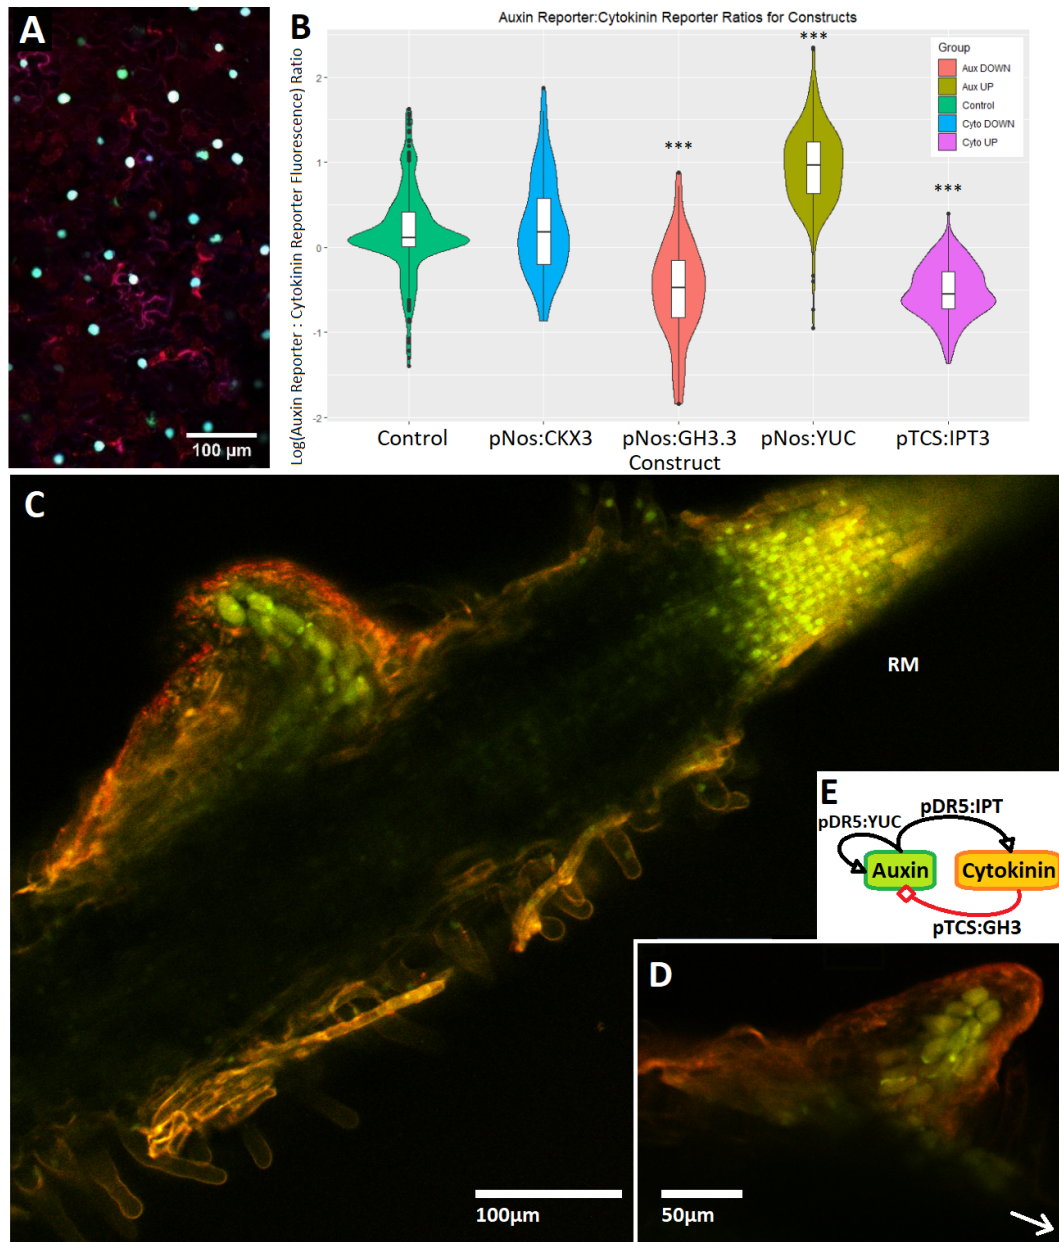 A
100 µm
B
Auxin Reporter:Cytokinin Reporter Ratios for Constructs
Log(Auxin Reporter : Cytokinin Reporter Fluorescence) Ratio
2
1
0
-1
-2
***
***
***
Group
Aux DOWN
Aux UP
Control
Cyto DOWN
Cyto UP
Control pNos:CKX3 pNos:GH3.3 pNos:YUC pTCS:IPT3
Construct
C
RM
100µm
E
pDR5:YUC
pDR5:IPT
Auxin
Cytokinin
pTCS:GH3
D
50µm